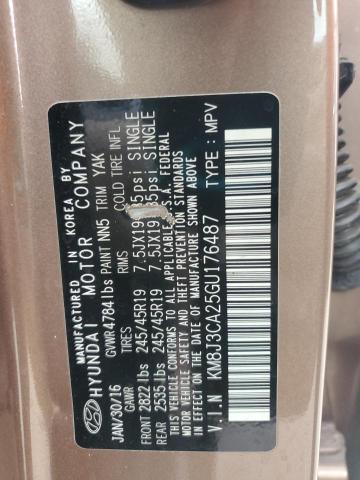 MANUFACTURED IN KOREA BY
HYUNDAI MOTOR COMPANY
JAN/30/16 GVWR 4784 lbs PAINT NN5 TRIM YAK
GAWR TIRES RIMS COLD TIRE INFL
FRONT 2822 lbs 245/45R19 7.5JX19 35psi SINGLE
REAR 2535 lbs 245/45R19 7.5JX19 35psi SINGLE
THIS VEHICLE CONFORMS TO ALL APPLICABLE U.S.A. FEDERAL
MOTOR VEHICLE SAFETY, BUMPER, AND THEFT PREVENTION STANDARDS
IN EFFECT ON THE DATE OF MANUFACTURE SHOWN ABOVE
V.I.N KM8J3CA25GU176487 TYPE : MPV